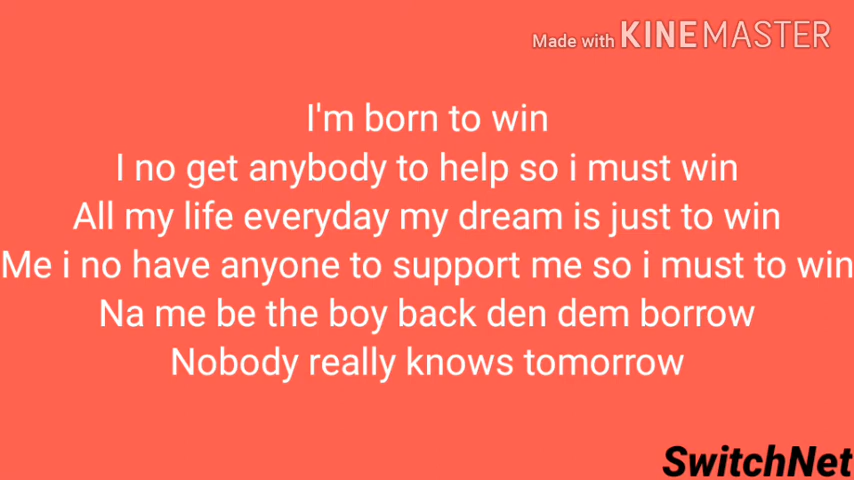 Made with KINEMASTER
I'm born to win
I no get anybody to help so i must win
All my life everyday my dream is just to win
Me i no have anyone to support me so i must to win
Na me be the boy back den dem borrow
Nobody really knows tomorrow
SwitchNet